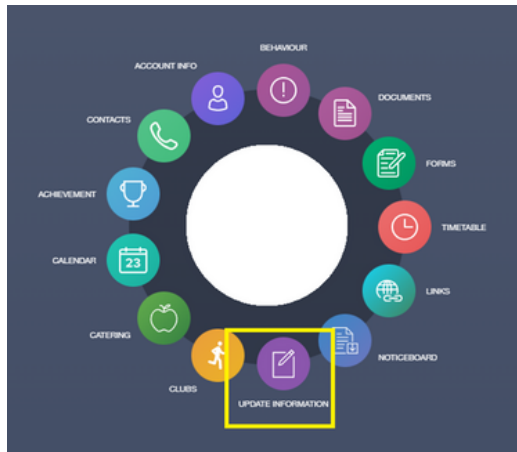 BEHAVIOUR
ACCOUNT INFO
DOCUMENTS
CONTACTS
FORMS
ACHIEVEMENT
TIMETABLE
CALENDAR
23
LINKS
CATERING
NOTICEBOARD
CLUBS
UPDATE INFORMATION